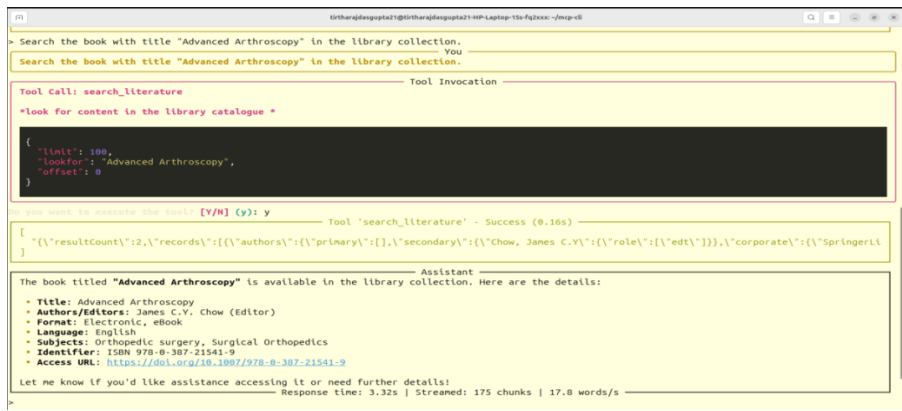 tirtharajdasgupta21@tirtharajdasgupta21-HP-Laptop-15s-fq2xxx: ~/mcp-cli
> Search the book with title "Advanced Arthroscopy" in the library collection.
You
Search the book with title "Advanced Arthroscopy" in the library collection.
Tool Invocation
Tool Call: search_literature
*look for content in the library catalogue *
{
"limit": 100,
"lookfor": "Advanced Arthroscopy",
"offset": 0
}
Do you want to execute the tool? [Y/N] (y): y
Tool 'search_literature' - Success (0.16s)
[
"{\"resultCount\":2,\"records\":[{\"authors\":{\"primary\":[],\"secondary\":{\"Chow, James C.Y\":{\"role\":[\"edt\"]}},\"corporate\":{\"SpringerLi
]
Assistant
The book titled "Advanced Arthroscopy" is available in the library collection. Here are the details:
• Title: Advanced Arthroscopy
• Authors/Editors: James C.Y. Chow (Editor)
• Format: Electronic, eBook
• Language: English
• Subjects: Orthopedic surgery, Surgical Orthopedics
• Identifier: ISBN 978-0-387-21541-9
• Access URL: https://doi.org/10.1007/978-0-387-21541-9
Let me know if you'd like assistance accessing it or need further details!
Response time: 3.32s | Streamed: 175 chunks | 17.8 words/s
>